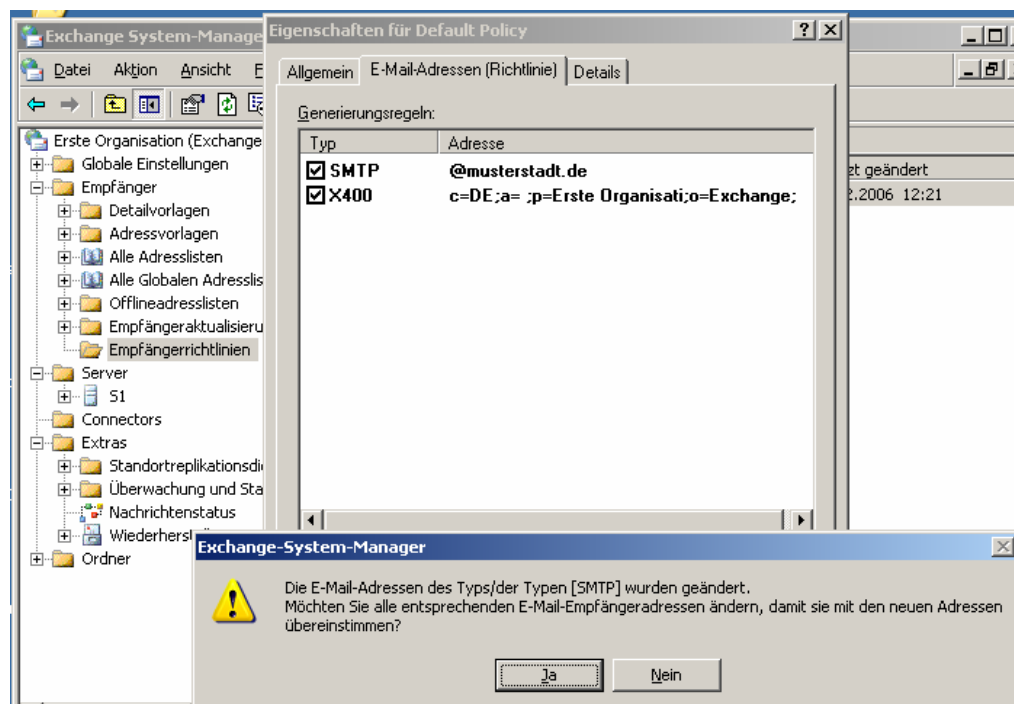 Exchange System-Manage
Datei Aktion Ansicht
Erste Organisation (Exchange
Globale Einstellungen
Empfänger
Detailvorlagen
Adressvorlagen
Alle Adresslisten
Alle Globalen Adresslis
Offlineadresslisten
Empfängeraktualisieru
Empfängerrichtlinien
Server
S1
Connectors
Extras
Standortreplikationsdi
Überwachung und Sta
Nachrichtenstatus
Wiederherst
Ordner
Eigenschaften für Default Policy
Allgemein E-Mail-Adressen (Richtlinie) Details
Generierungsregeln:
Typ Adresse
SMTP @musterstadt.de
X400 c=DE;a= ;p=Erste Organisati;o=Exchange;
zt geändert
.2006 12:21
Exchange-System-Manager
Die E-Mail-Adressen des Typs/der Typen [SMTP] wurden geändert.
Möchten Sie alle entsprechenden E-Mail-Empfängeradressen ändern, damit sie mit den neuen Adressen
übereinstimmen?
Ja Nein